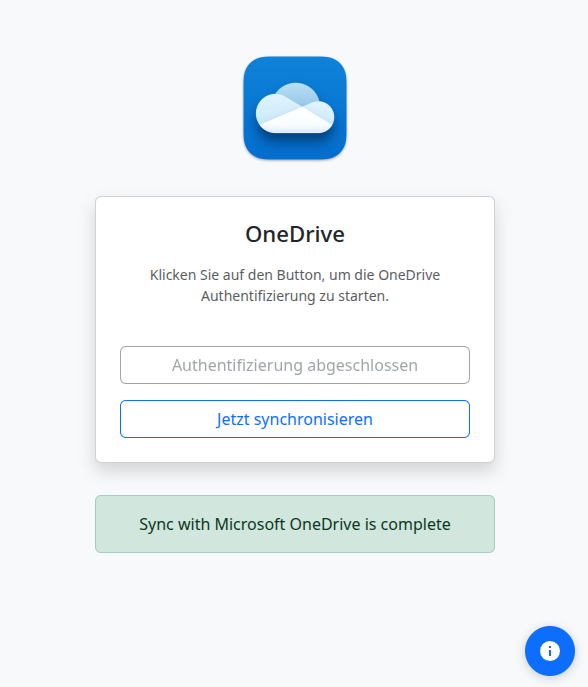 OneDrive
Klicken Sie auf den Button, um die OneDrive
Authentifizierung zu starten.
Authentifizierung abgeschlossen
Jetzt synchronisieren
Sync with Microsoft OneDrive is complete